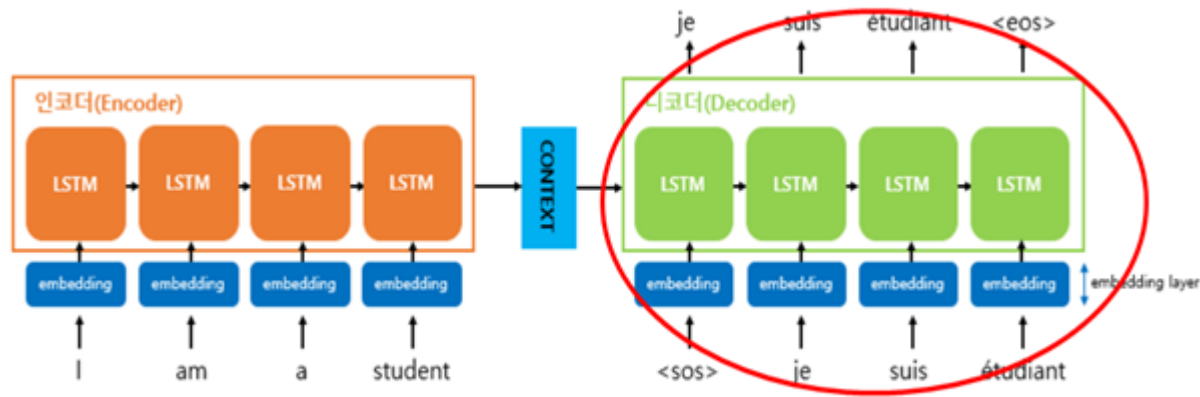 je suis étudiant <eos>
인코더(Encoder) 디코더(Decoder)
LSTM LSTM LSTM LSTM CONTEXT LSTM LSTM LSTM LSTM
embedding embedding embedding embedding embedding embedding embedding embedding embedding layer
I am a student <sos> je suis étudiant